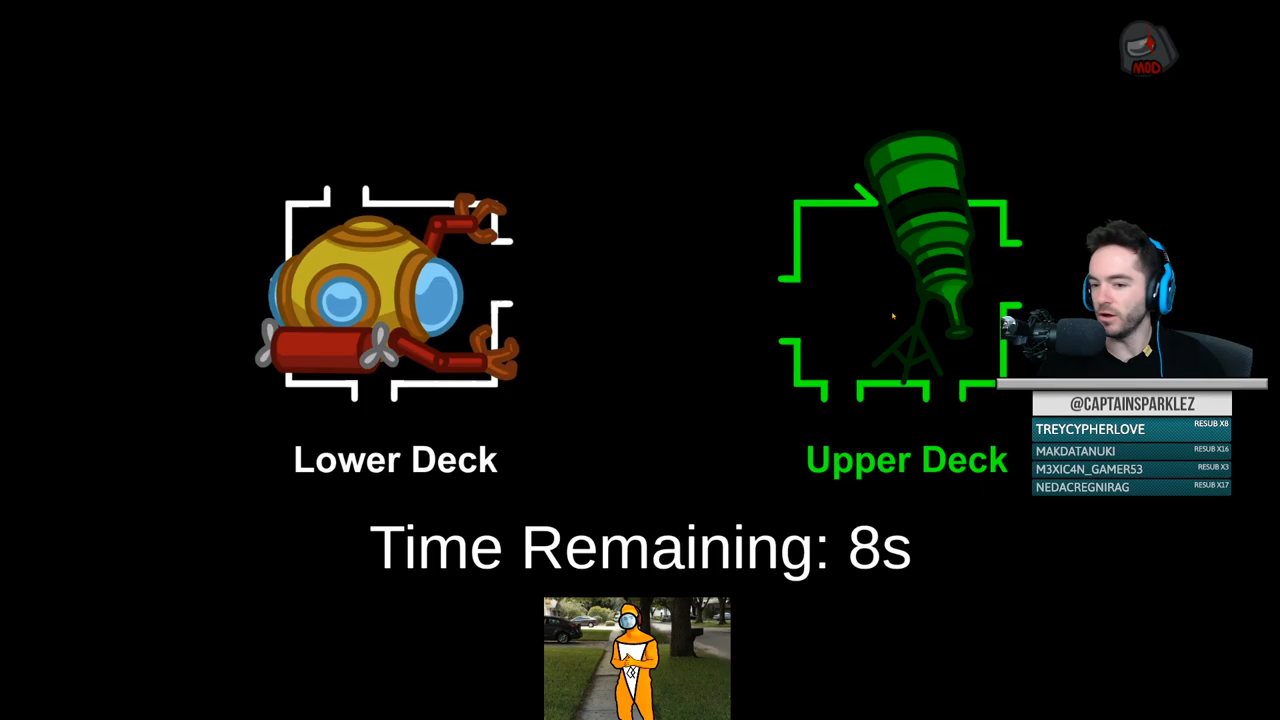 MOD
Lower Deck
Upper Deck
Time Remaining: 8s
@CAPTAINSPARKLEZ
TREYCYPHERLOVE RESUB X8
MAKDATANUKI RESUB X16
M3XIC4N_GAMER53 RESUB X3
NEDACREGNIRAG RESUB X17